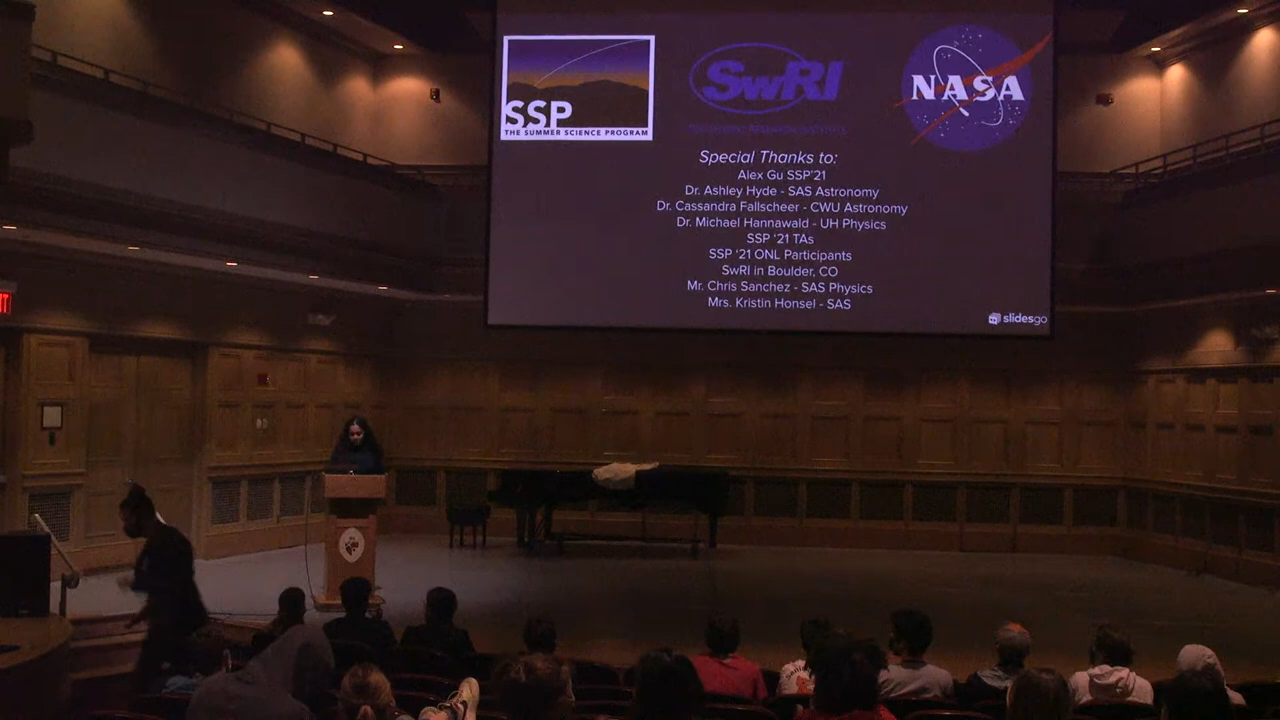 SSP
THE SUMMER SCIENCE PROGRAM
SwRI
NASA
Special Thanks to:
Alex Gu SSP'21
Dr. Ashley Hyde - SAS Astronomy
Dr. Cassandra Fallscheer - CWU Astronomy
Dr. Michael Hannawald - UH Physics
SSP ‘21 TAs
SSP ‘21 ONL Participants
SwRI in Boulder, CO
Mr. Chris Sanchez - SAS Physics
Mrs. Kristin Honsel - SAS
slidesgo